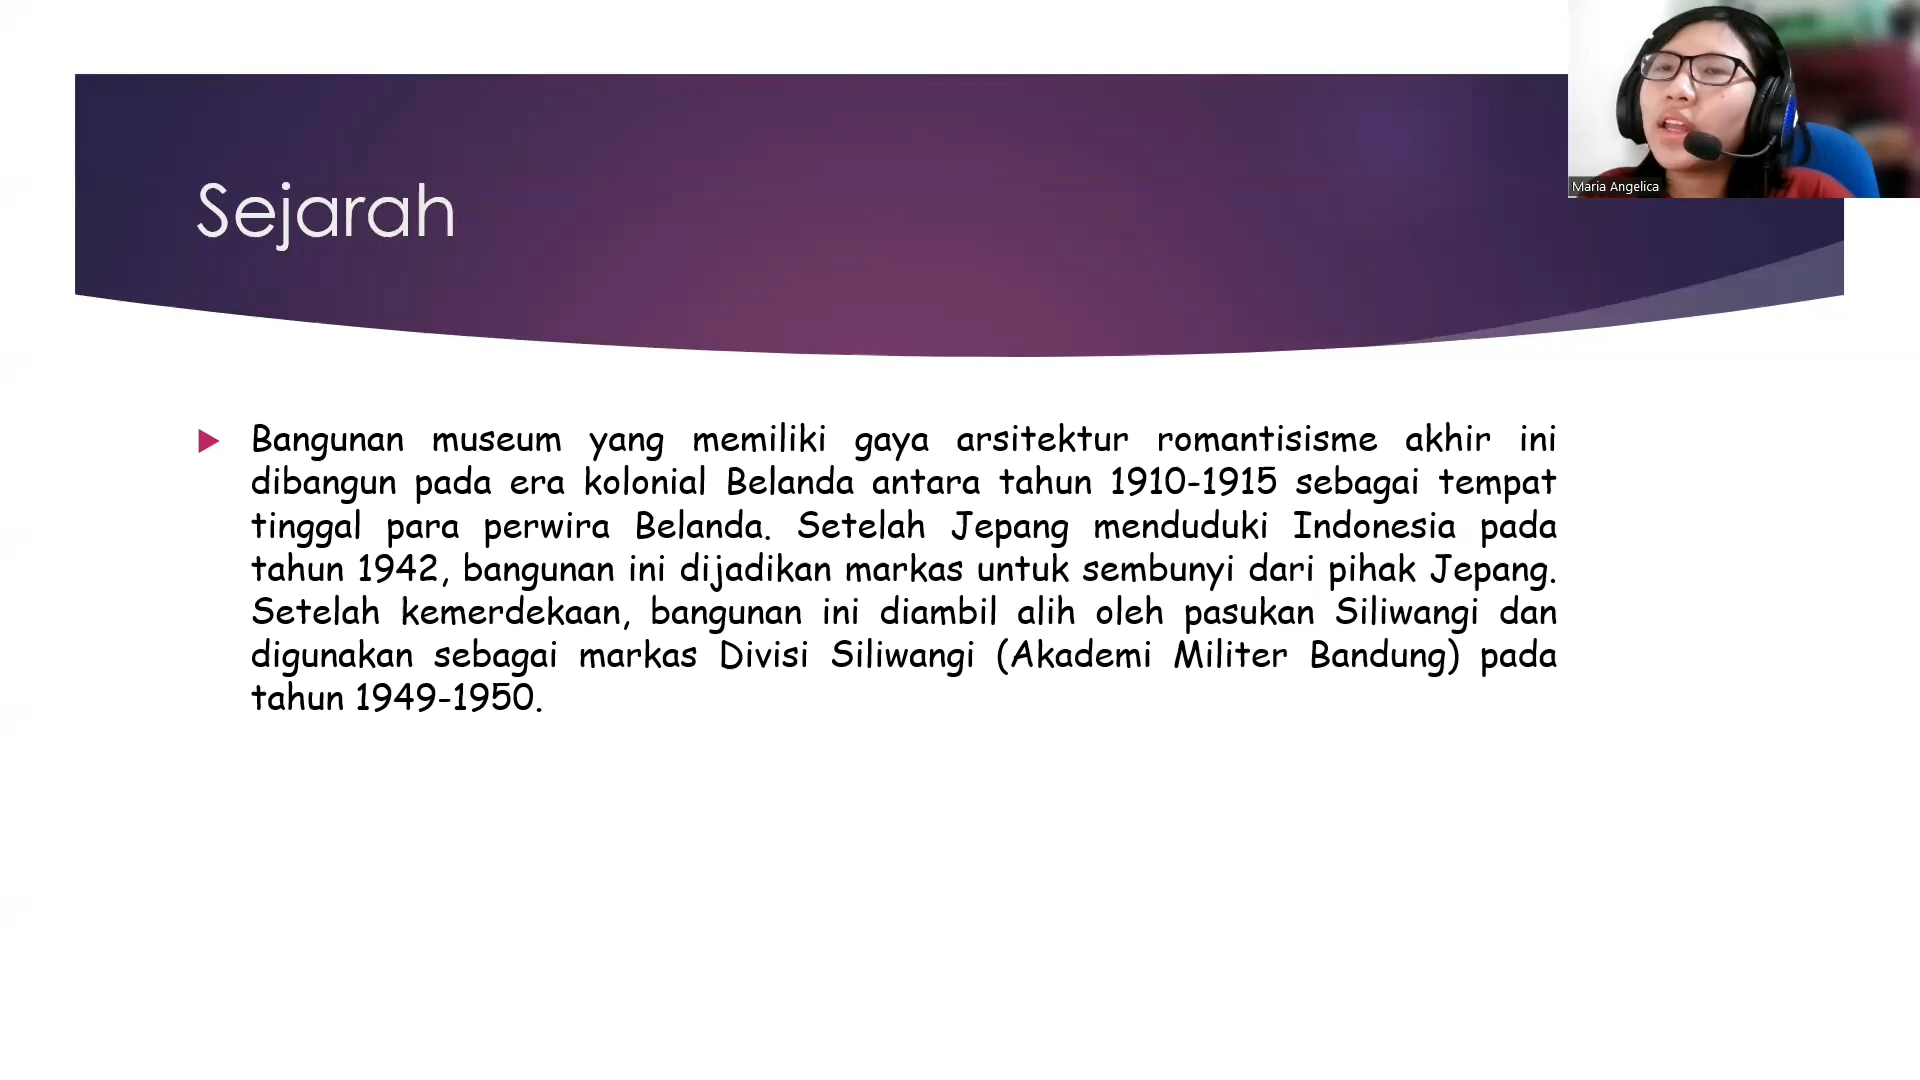 Maria Angelica
Sejarah
Bangunan museum yang memiliki gaya arsitektur romantisisme akhir ini
dibangun pada era kolonial Belanda antara tahun 1910-1915 sebagai tempat
tinggal para perwira Belanda. Setelah Jepang menduduki Indonesia pada
tahun 1942, bangunan ini dijadikan markas untuk sembunyi dari pihak Jepang.
Setelah kemerdekaan, bangunan ini diambil alih oleh pasukan Siliwangi dan
digunakan sebagai markas Divisi Siliwangi (Akademi Militer Bandung) pada
tahun 1949-1950.